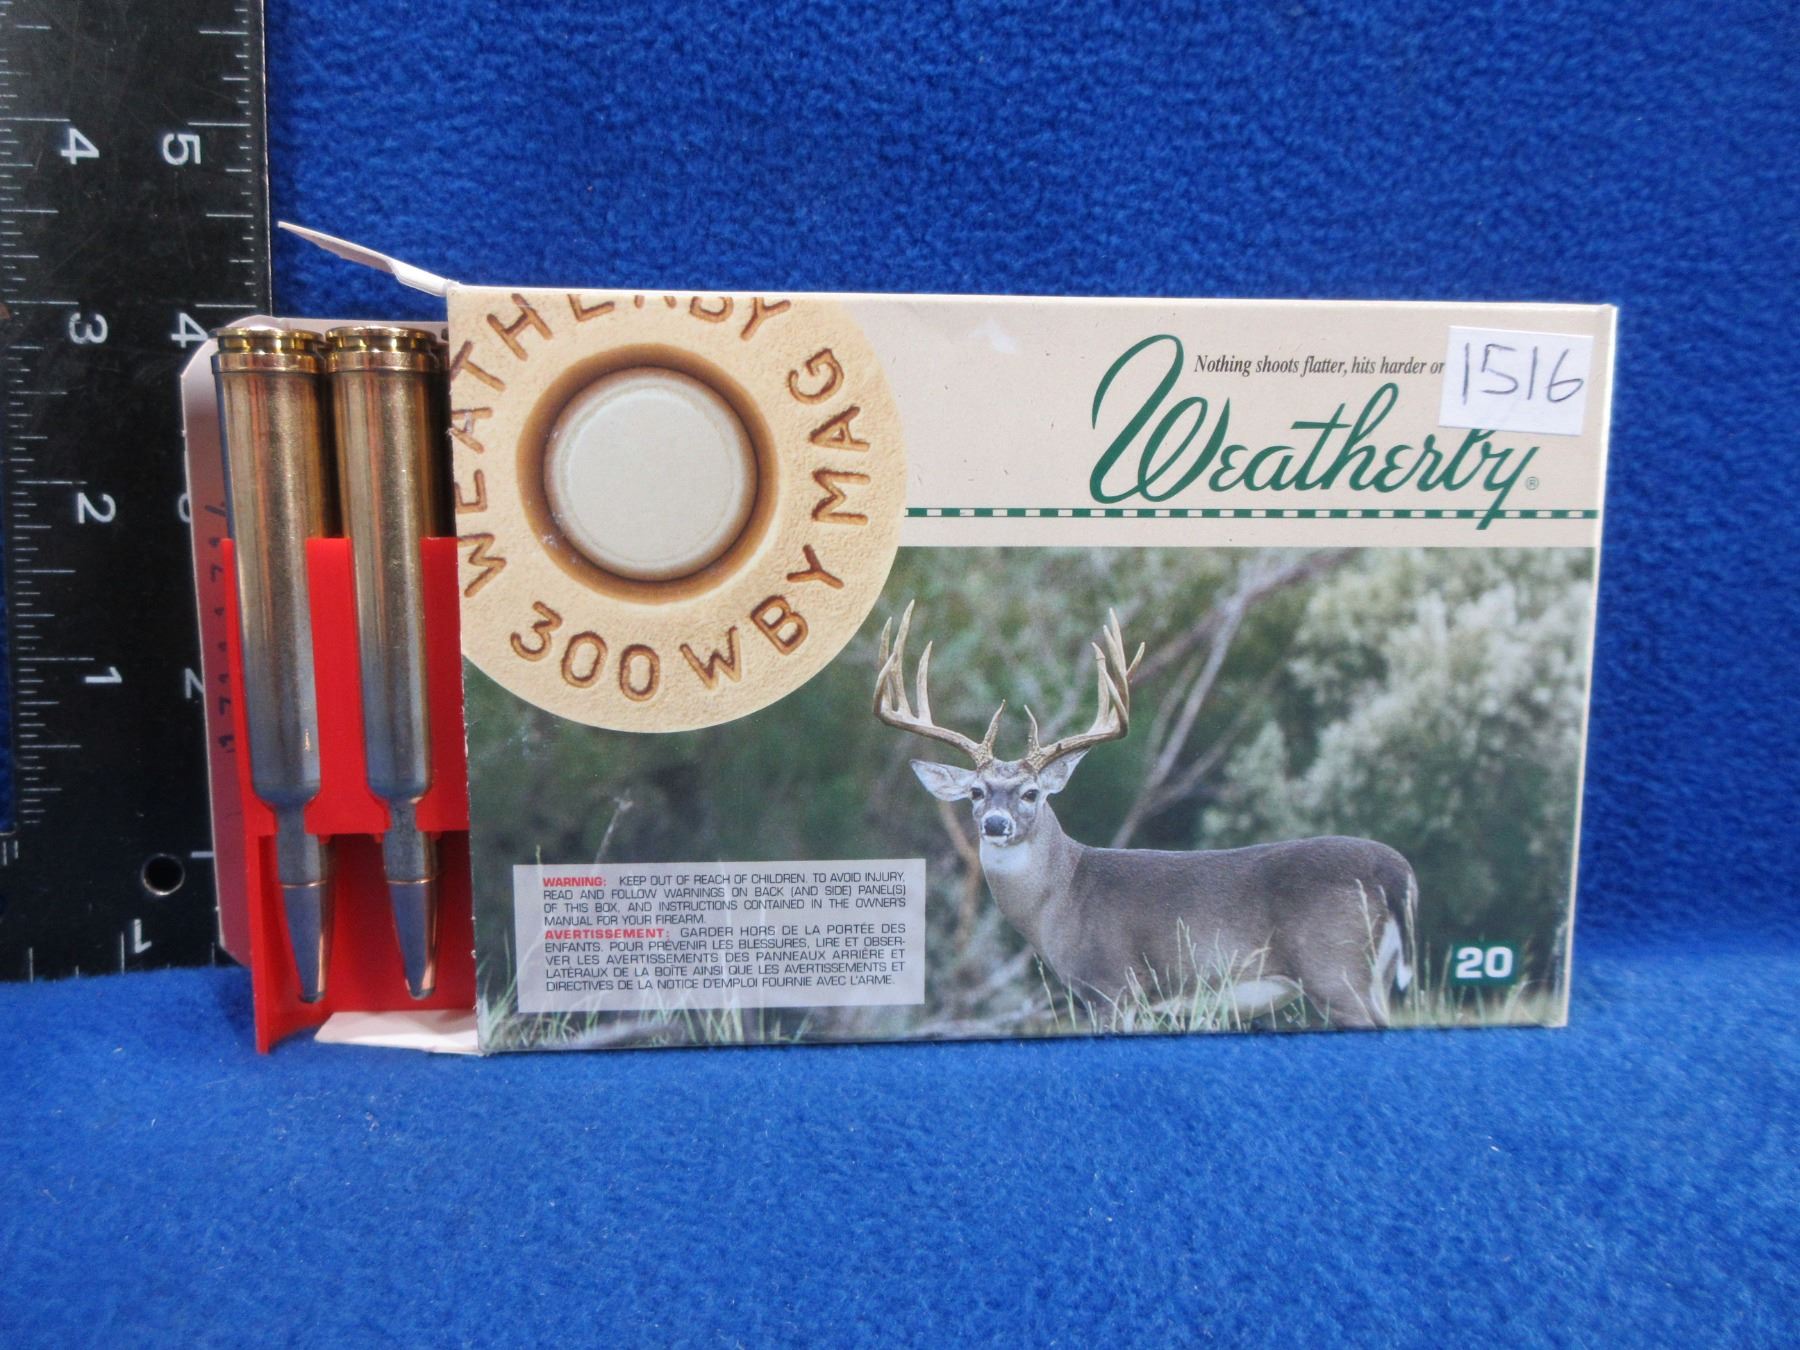 4 5
3 4
2
1 2
1
WEATHERBY
300 WBY MAG
Nothing shoots flatter, hits harder or
1516
Weatherby®
WARNING: KEEP OUT OF REACH OF CHILDREN. TO AVOID INJURY,
READ AND FOLLOW WARNINGS ON BACK (AND SIDE) PANEL(S)
OF THIS BOX, AND INSTRUCTIONS CONTAINED IN THE OWNER'S
MANUAL FOR YOUR FIREARM.
AVERTISSEMENT: GARDER HORS DE LA PORTÉE DES
ENFANTS. POUR PRÉVENIR LES BLESSURES, LIRE ET OBSER-
VER LES AVERTISSEMENTS DES PANNEAUX ARRIÈRE ET
LATÉRAUX DE LA BOÎTE AINSI QUE LES AVERTISSEMENTS ET
DIRECTIVES DE LA NOTICE D'EMPLOI FOURNIE AVEC L'ARME.
20